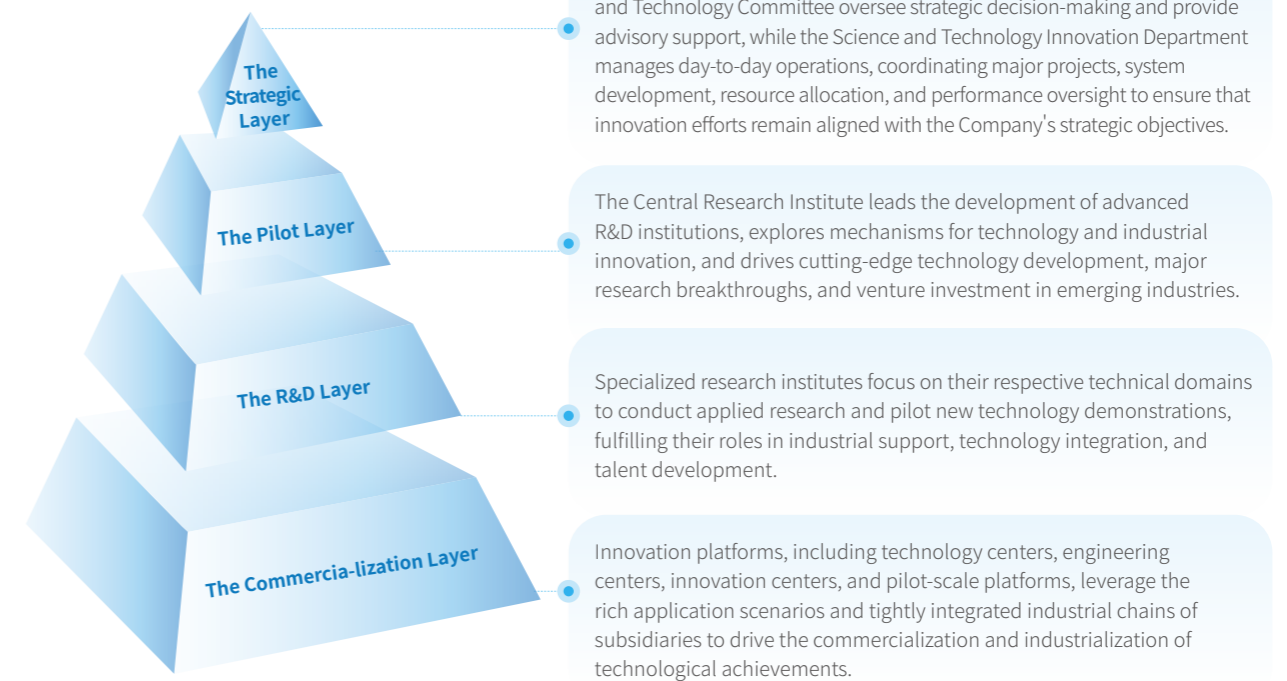 and Technology Committee oversee strategic decision-making and provide
advisory support, while the Science and Technology Innovation Department
manages day-to-day operations, coordinating major projects, system
development, resource allocation, and performance oversight to ensure that
innovation efforts remain aligned with the Company's strategic objectives.
The
Strategic
Layer
The Central Research Institute leads the development of advanced
R&D institutions, explores mechanisms for technology and industrial
innovation, and drives cutting-edge technology development, major
research breakthroughs, and venture investment in emerging industries.
The Pilot Layer
Specialized research institutes focus on their respective technical domains
to conduct applied research and pilot new technology demonstrations,
fulfilling their roles in industrial support, technology integration, and
talent development.
The R&D Layer
Innovation platforms, including technology centers, engineering
centers, innovation centers, and pilot-scale platforms, leverage the
rich application scenarios and tightly integrated industrial chains of
subsidiaries to drive the commercialization and industrialization of
technological achievements.
The Commercia-lization Layer